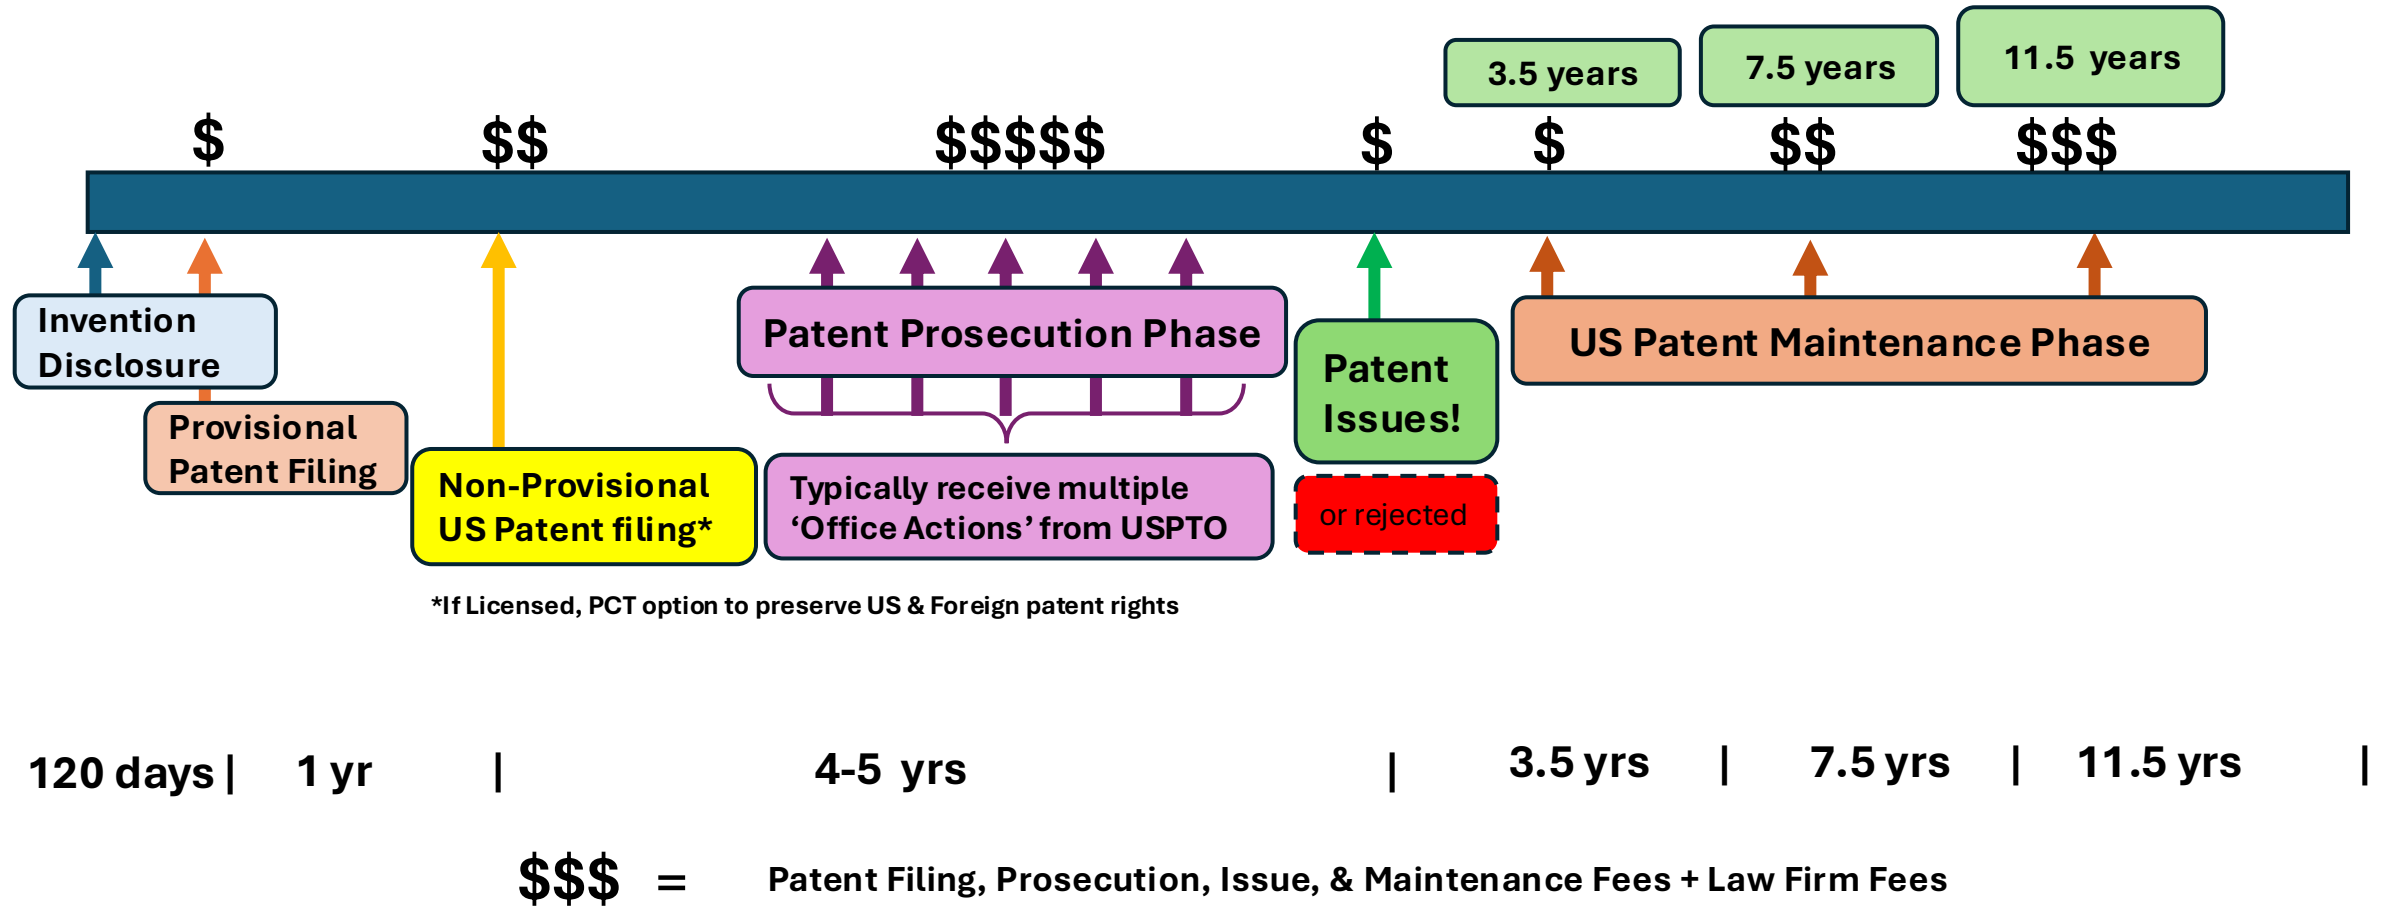 3.5 years
7.5 years
11.5 years
$
$$
$$$$$
$
$
$$
$$$
Invention
Disclosure
Provisional
Patent Filing
Non-Provisional
US Patent filing*
Patent Prosecution Phase
Typically receive multiple
‘Office Actions’ from USPTO
Patent
Issues!
or rejected
US Patent Maintenance Phase
*If Licensed, PCT option to preserve US & Foreign patent rights
120 days | 1 yr | 4-5 yrs | 3.5 yrs | 7.5 yrs | 11.5 yrs |
$$$ = Patent Filing, Prosecution, Issue, & Maintenance Fees + Law Firm Fees